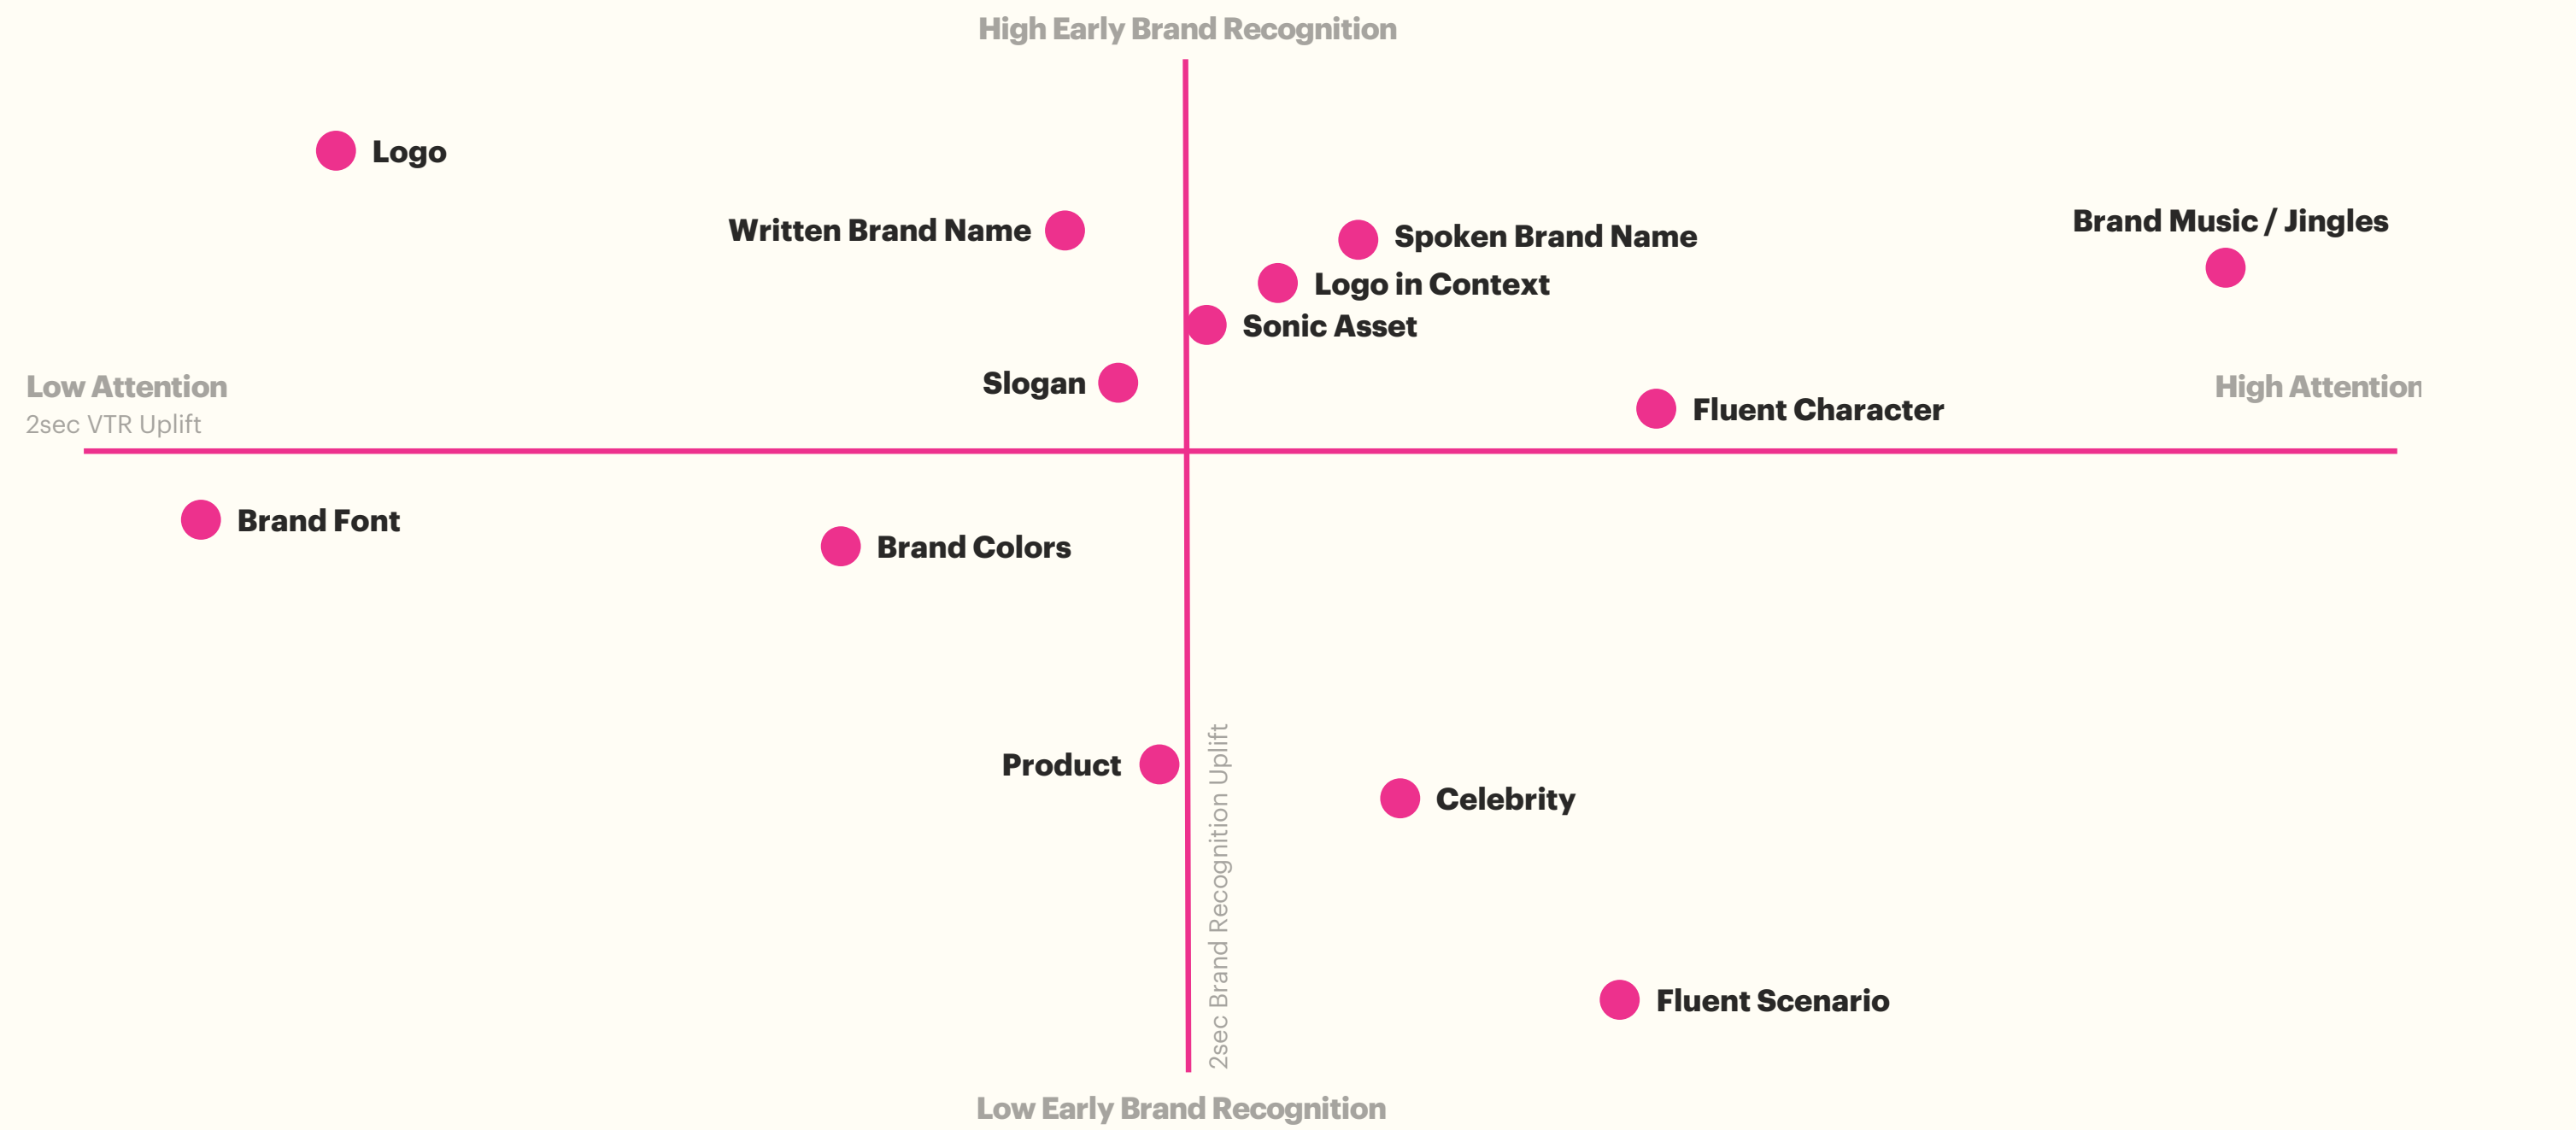 High Early Brand Recognition
Logo
Written Brand Name
Spoken Brand Name
Brand Music / Jingles
Logo in Context
Sonic Asset
Slogan
Low Attention
2sec VTR Uplift
High Attention
Fluent Character
Brand Font
Brand Colors
Product
2sec Brand Recognition Uplift
Celebrity
Fluent Scenario
Low Early Brand Recognition